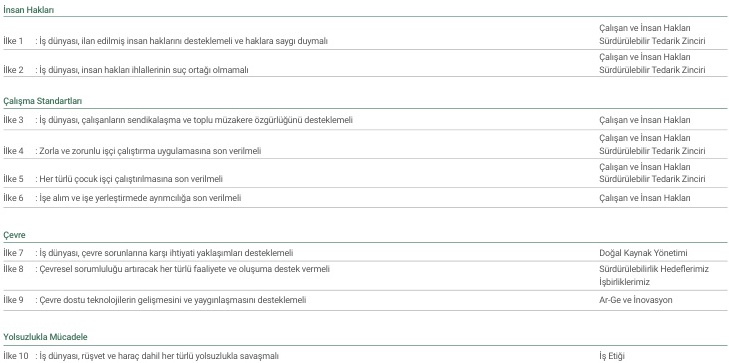 İnsan Hakları
Çalışan ve İnsan Hakları
İlke 1 : İş dünyası, ilan edilmiş insan haklarını desteklemeli ve haklara saygı duymalı Sürdürülebilir Tedarik Zinciri
Çalışan ve İnsan Hakları
İlke 2 : İş dünyası, insan hakları ihlallerinin suç ortağı olmamalı Sürdürülebilir Tedarik Zinciri
Çalışma Standartları
İlke 3 : İş dünyası, çalışanların sendikalaşma ve toplu müzakere özgürlüğünü desteklemeli Çalışan ve İnsan Hakları
Çalışan ve İnsan Hakları
İlke 4 : Zorla ve zorunlu işçi çalıştırma uygulamasına son verilmeli Sürdürülebilir Tedarik Zinciri
Çalışan ve İnsan Hakları
İlke 5 : Her türlü çocuk işçi çalıştırılmasına son verilmeli Sürdürülebilir Tedarik Zinciri
İlke 6 : İşe alım ve işe yerleştirmede ayrımcılığa son verilmeli Çalışan ve İnsan Hakları
Çevre
İlke 7 : İş dünyası, çevre sorunlarına karşı ihtiyati yaklaşımları desteklemeli Doğal Kaynak Yönetimi
İlke 8 : Çevresel sorumluluğu artıracak her türlü faaliyete ve oluşuma destek vermeli Sürdürülebilirlik Hedeflerimiz
İşbirliklerimiz
İlke 9 : Çevre dostu teknolojilerin gelişmesini ve yaygınlaşmasını desteklemeli Ar-Ge ve İnovasyon
Yolsuzlukla Mücadele
İlke 10 : İş dünyası, rüşvet ve haraç dahil her türlü yolsuzlukla savaşmalı İş Etiği